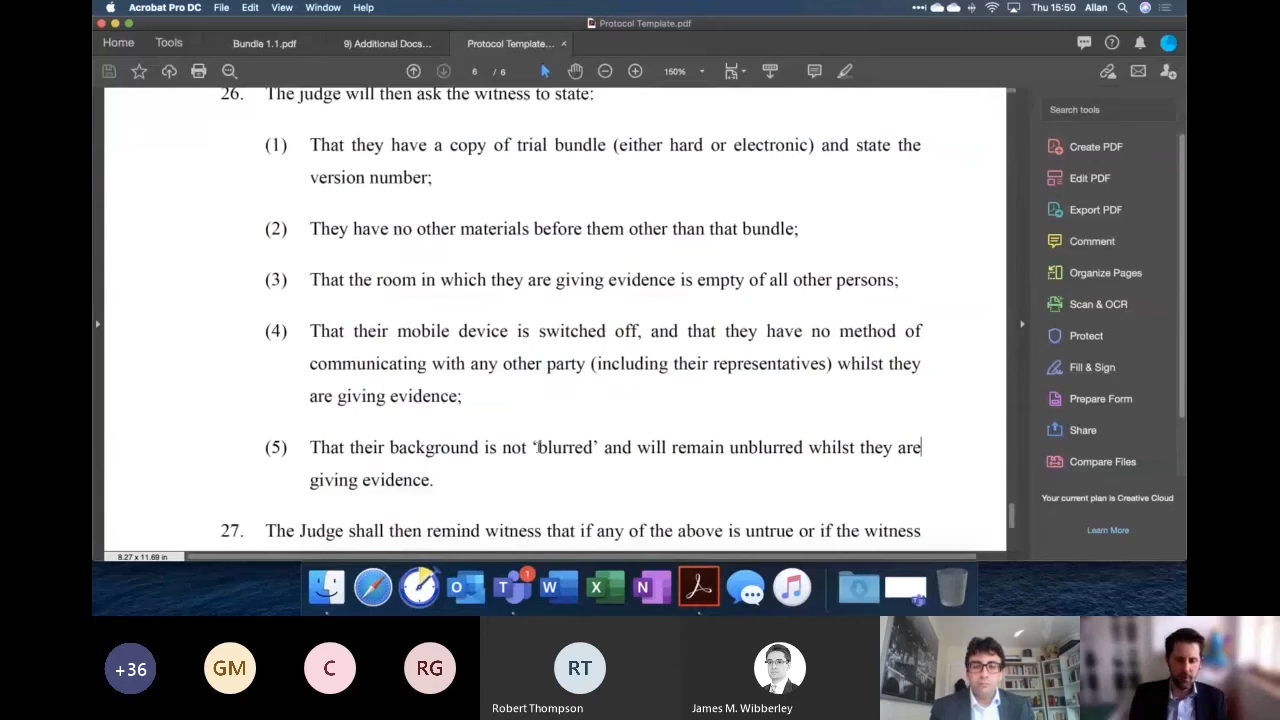 Acrobat Pro DC File Edit View Window Help Thu 15:50 Allan
Protocol Template.pdf
Home Tools Bundle 1.1.pdf 9) Additional Docs... Protocol Template... ×
6 / 6 150%
26. The judge will then ask the witness to state:
(1) That they have a copy of trial bundle (either hard or electronic) and state the
version number;
(2) They have no other materials before them other than that bundle;
(3) That the room in which they are giving evidence is empty of all other persons;
(4) That their mobile device is switched off, and that they have no method of
communicating with any other party (including their representatives) whilst they
are giving evidence;
(5) That their background is not ‘blurred’ and will remain unblurred whilst they are
giving evidence.
27. The Judge shall then remind witness that if any of the above is untrue or if the witness
8.27 x 11.69 in
Search tools
Create PDF
Edit PDF
Export PDF
Comment
Organize Pages
Scan & OCR
Protect
Fill & Sign
Prepare Form
Share
Compare Files
Your current plan is Creative Cloud
Learn More
O T 1 W X N
+36 GM C RG RT
Robert Thompson James M. Wibberley